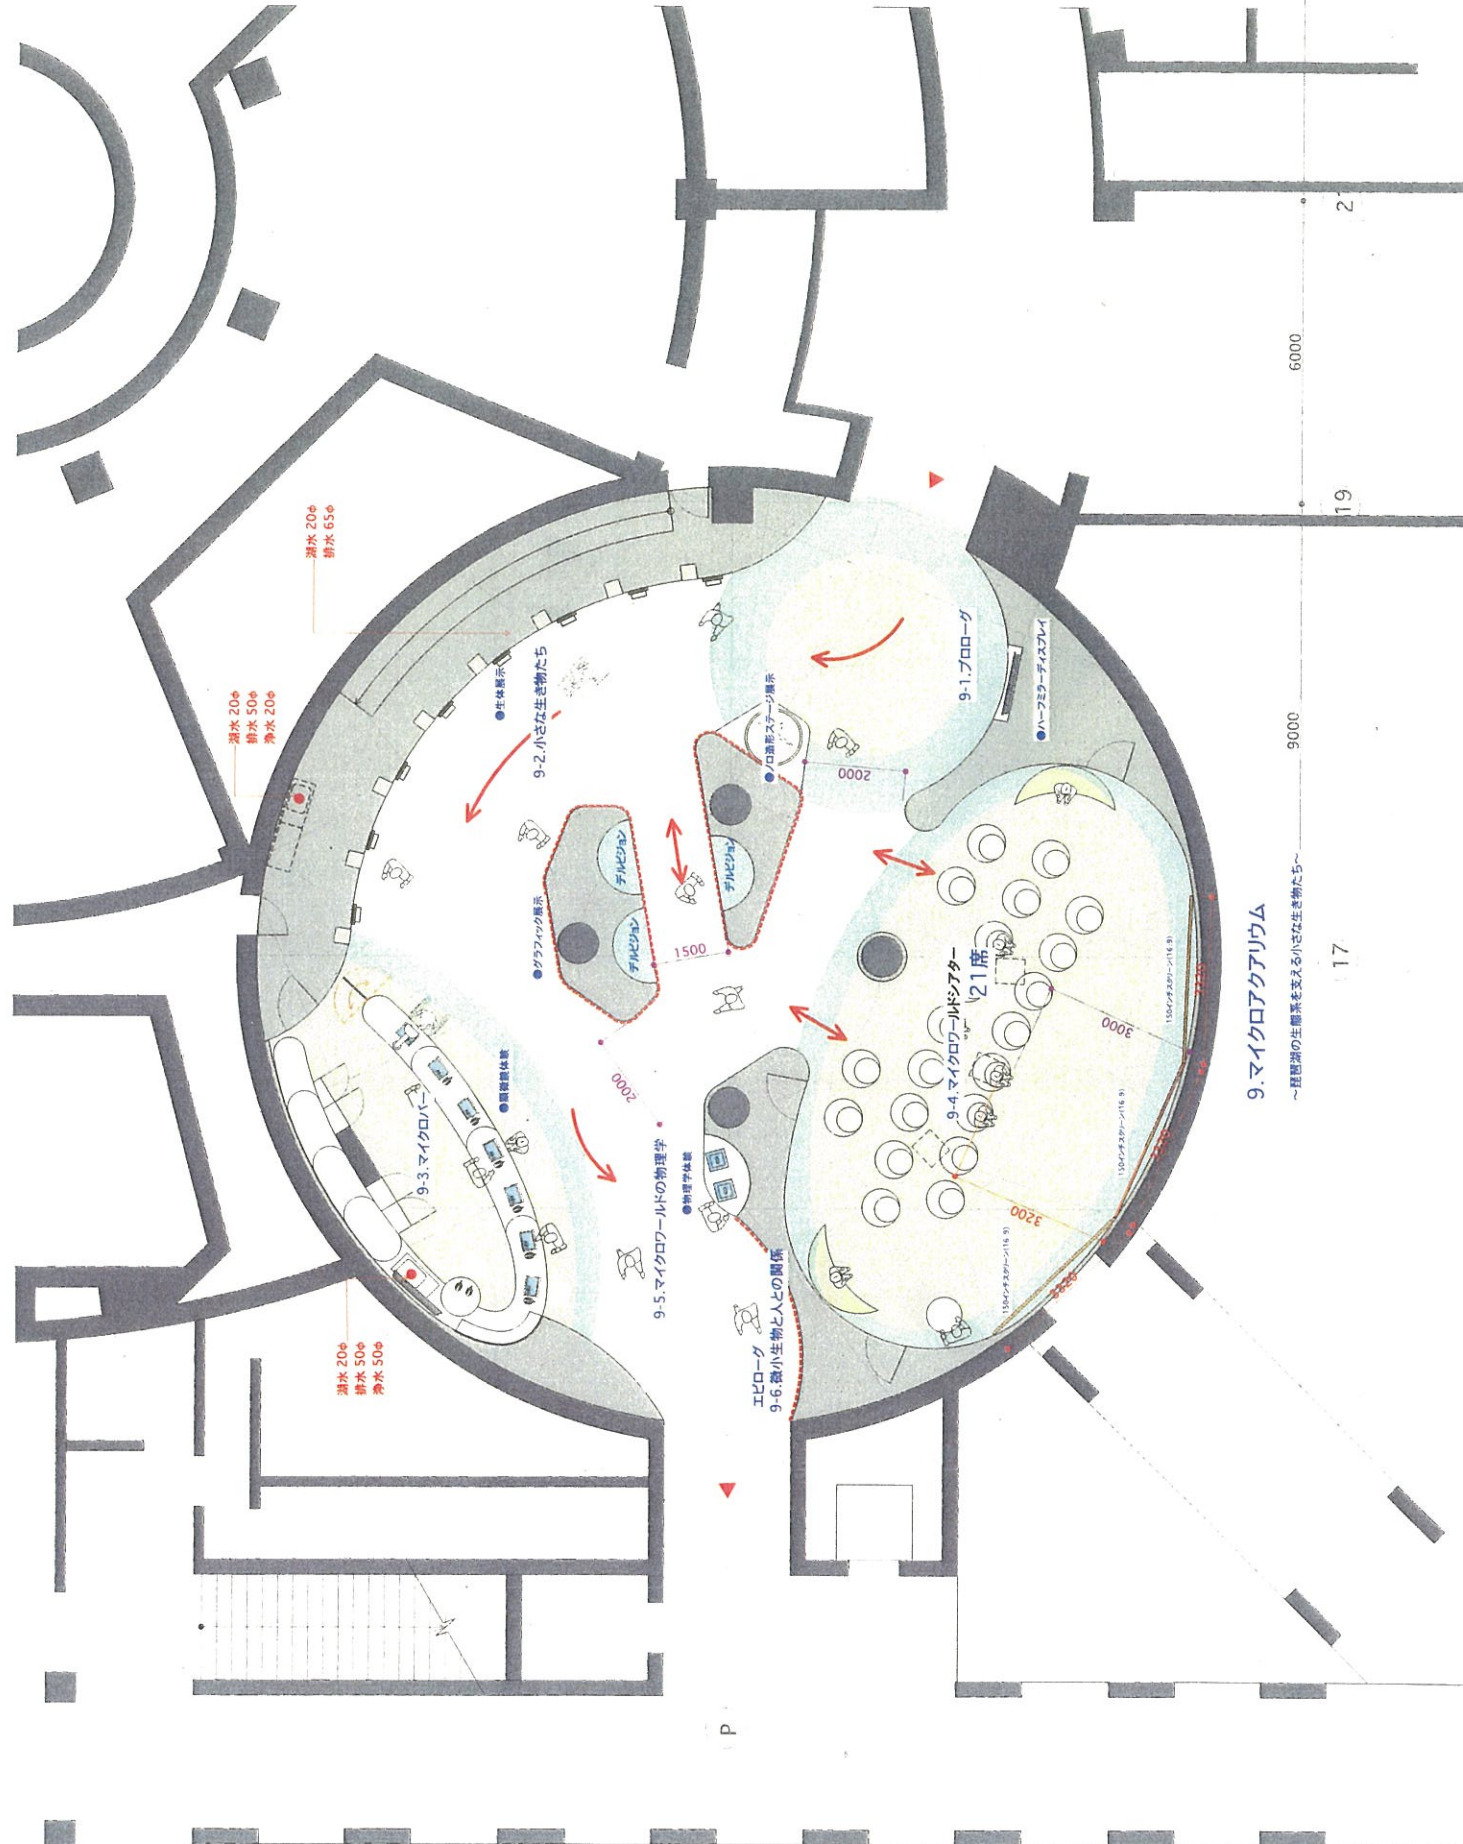 9.マイクロアクアリウム
～琵琶湖の生態系を支える小さな生き物たち～
湖水 20φ
排水 65φ
湖水 20φ
排水 50φ
浄水 20φ
湖水 20φ
排水 50φ
浄水 50φ
9-1.プロローグ
●ハーフミラーディスプレイ
●ノロ造形ステージ展示
2000
9-2.小さな生き物たち
●生体展示
●グラフィック展示
デルビジョン
デルビジョン
デルビジョン
1500
9-3.マイクロバー
●顕微鏡体験
2000
9-4.マイクロワールドシアター
21席
150インチスクリーン(16:9)
150インチスクリーン(16:9)
150インチスクリーン(16:9)
3000
3200
3320
9-5.マイクロワールドの物理学
●物理学体験
エピローグ
9-6.微小生物と人との関係
6000
9000
21
19
17
P